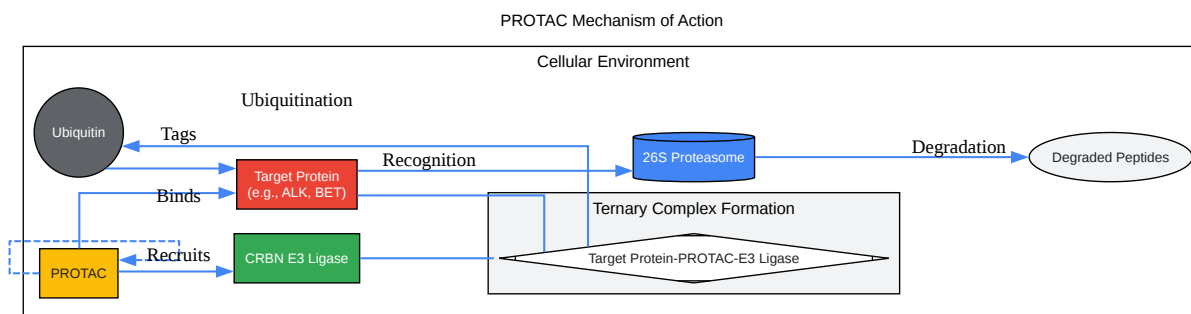 PROTAC Mechanism of Action
Cellular Environment
Ubiquitination
Ubiquitin
Tags
Recognition
26S Proteasome
Degradation
Degraded Peptides
Target Protein
(e.g., ALK, BET)
Binds
Ternary Complex Formation
Recruits
CRBN E3 Ligase
Target Protein-PROTAC-E3 Ligase
PROTAC